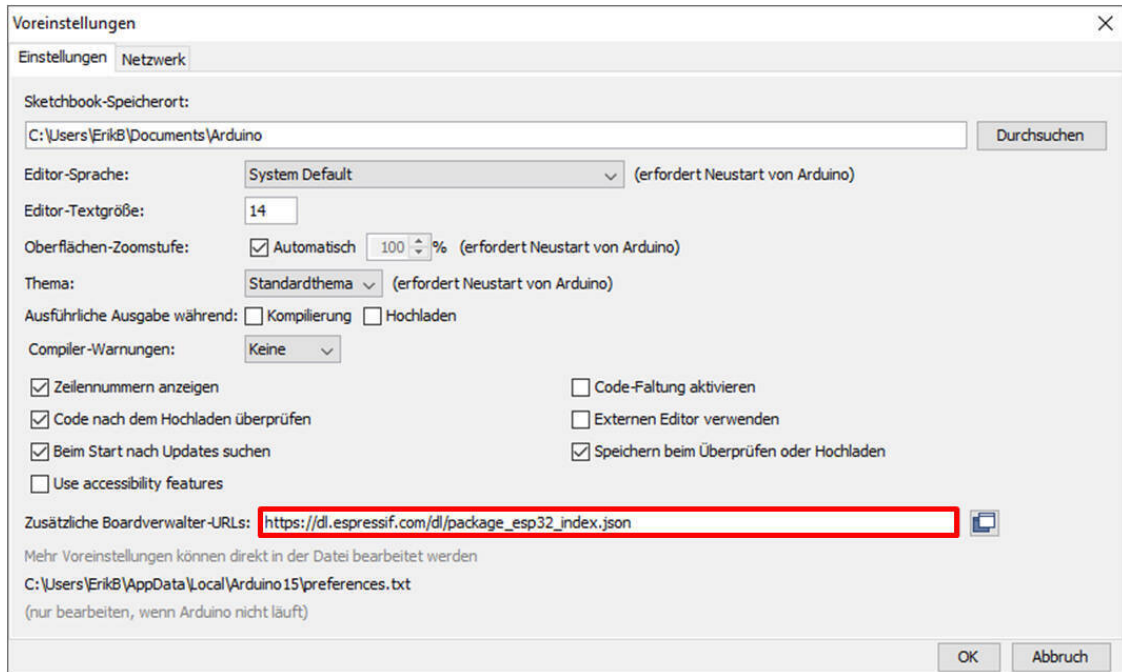 Voreinstellungen
Einstellungen Netzwerk
Sketchbook-Speicherort:
C:\Users\ErikB\Documents\Arduino Durchsuchen
Editor-Sprache: System Default (erfordert Neustart von Arduino)
Editor-Textgröße: 14
Oberflächen-Zoomstufe: Automatisch 100 % (erfordert Neustart von Arduino)
Thema: Standardthema (erfordert Neustart von Arduino)
Ausführliche Ausgabe während: Kompilierung Hochladen
Compiler-Warnungen: Keine
Zeilennummern anzeigen Code-Faltung aktivieren
Code nach dem Hochladen überprüfen Externen Editor verwenden
Beim Start nach Updates suchen Speichern beim Überprüfen oder Hochladen
Use accessibility features
Zusätzliche Boardverwalter-URLs: https://dl.espressif.com/dl/package_esp32_index.json
Mehr Voreinstellungen können direkt in der Datei bearbeitet werden
C:\Users\ErikB\AppData\Local\Arduino15\preferences.txt
(nur bearbeiten, wenn Arduino nicht läuft)
OK Abbruch